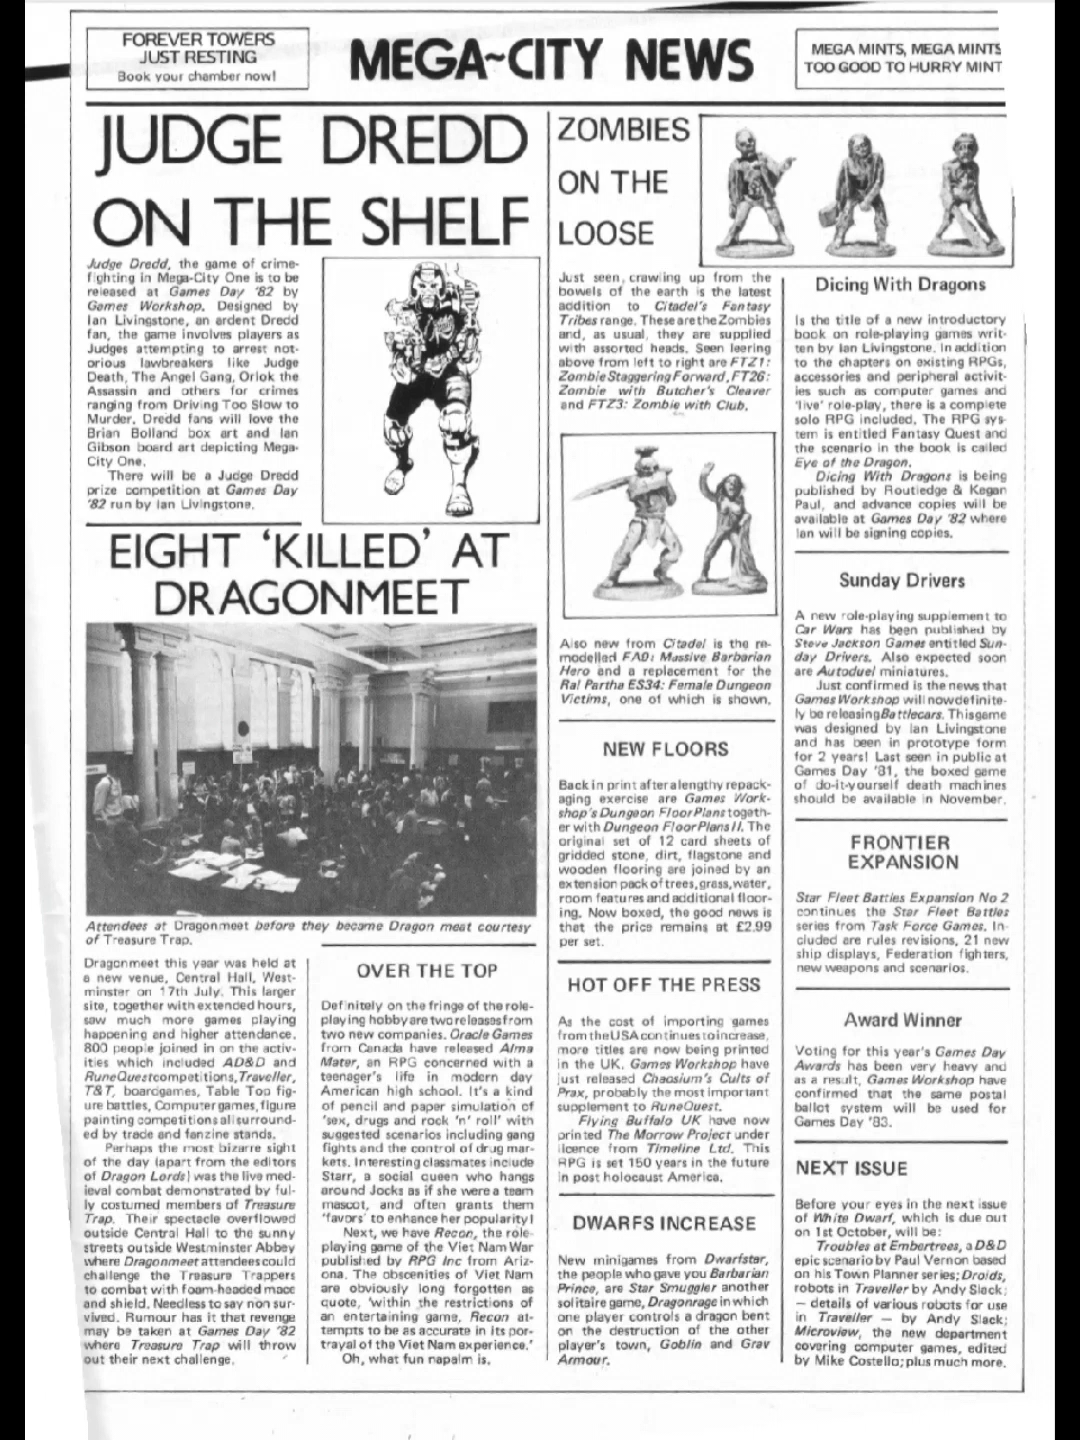 FOREVER TOWERS
JUST RESTING
Book your chamber now!
MEGA~CITY NEWS
MEGA MINTS, MEGA MINTS
TOO GOOD TO HURRY MINT
JUDGE DREDD
ON THE SHELF
Judge Dredd, the game of crime-
fighting in Mega-City One is to be
released at Games Day '82 by
Games Workshop. Designed by
Ian Livingstone, an ardent Dredd
fan, the game involves players as
Judges attempting to arrest not-
orious lawbreakers like Judge
Death, The Angel Gang, Orlok the
Assassin and others for crimes
ranging from Driving Too Slow to
Murder. Dredd fans will love the
Brian Bolland box art and Ian
Gibson board art depicting Mega-
City One.
There will be a Judge Dredd
prize competition at Games Day
'82 run by Ian Livingstone.
EIGHT 'KILLED' AT
DRAGONMEET
Attendees at Dragonmeet before they became Dragon meat courtesy
of Treasure Trap.
Dragonmeet this year was held at
a new venue, Central Hall, West-
minster on 17th July. This larger
site, together with extended hours,
saw much more games playing
happening and higher attendance.
800 people joined in on the activ-
ities which included AD&D and
RuneQuest competitions, Traveller,
T&T, boardgames, Table Top fig-
ure battles, Computer games, figure
painting competitions all surround-
ed by trade and fanzine stands.
Perhaps the most bizarre sight
of the day (apart from the editors
of Dragon Lords) was the live med-
ieval combat demonstrated by ful-
ly costumed members of Treasure
Trap. Their spectacle overflowed
outside Central Hall to the sunny
streets outside Westminster Abbey
where Dragonmeet attendees could
challenge the Treasure Trappers
to combat with foam-headed mace
and shield. Needless to say non sur-
vived. Rumour has it that revenge
may be taken at Games Day '82
where Treasure Trap will throw
out their next challenge.
OVER THE TOP
Definitely on the fringe of the role-
playing hobby are two releases from
two new companies. Oracle Games
from Canada have released Alma
Mater, an RPG concerned with a
teenager's life in modern day
American high school. It's a kind
of pencil and paper simulation of
'sex, drugs and rock 'n' roll' with
suggested scenarios including gang
fights and the control of drug mar-
kets. Interesting classmates include
Starr, a social queen who hangs
around Jocks as if she were a team
mascot, and often grants them
'favors' to enhance her popularity!
Next, we have Recon, the role-
playing game of the Viet Nam War
published by RPG Inc from Ariz-
ona. The obscenities of Viet Nam
are obviously long forgotten as
quote, 'within the restrictions of
an entertaining game, Recon at-
tempts to be as accurate in its por-
trayal of the Viet Nam experience.'
Oh, what fun napalm is.
ZOMBIES
ON THE
LOOSE
Just seen, crawling up from the
bowels of the earth is the latest
addition to Citadel's Fantasy
Tribes range. These are the Zombies
and, as usual, they are supplied
with assorted heads. Seen leering
above from left to right are FTZ1:
Zombie Staggering Forward, FT26:
Zombie with Butcher's Cleaver
and FTZ3: Zombie with Club.
Also new from Citadel is the re-
modelled FA9: Massive Barbarian
Hero and a replacement for the
Ral Partha ES34: Female Dungeon
Victims, one of which is shown.
NEW FLOORS
Back in print after a lengthy repack-
aging exercise are Games Work-
shop's Dungeon Floor Plans togeth-
er with Dungeon Floor Plans II. The
original set of 12 card sheets of
gridded stone, dirt, flagstone and
wooden flooring are joined by an
extension pack of trees, grass, water,
room features and additional floor-
ing. Now boxed, the good news is
that the price remains at £2.99
per set.
HOT OFF THE PRESS
As the cost of importing games
from the USA continues to increase,
more titles are now being printed
in the UK. Games Workshop have
just released Chaosium's Cults of
Prax, probably the most important
supplement to RuneQuest.
Flying Buffalo UK have now
printed The Morrow Project under
licence from Timeline Ltd. This
RPG is set 150 years in the future
in post holocaust America.
DWARFS INCREASE
New minigames from Dwarfstar,
the people who gave you Barbarian
Prince, are Star Smuggler another
solitaire game, Dragonrage in which
one player controls a dragon bent
on the destruction of the other
player's town, Goblin and Grav
Armour.
Dicing With Dragons
Is the title of a new introductory
book on role-playing games writ-
ten by Ian Livingstone. In addition
to the chapters on existing RPGs,
accessories and peripheral activit-
ies such as computer games and
'live' role-play, there is a complete
solo RPG included. The RPG sys-
tem is entitled Fantasy Quest and
the scenario in the book is called
Eye of the Dragon.
Dicing With Dragons is being
published by Routledge & Kegan
Paul, and advance copies will be
available at Games Day '82 where
Ian will be signing copies.
Sunday Drivers
A new role-playing supplement to
Car Wars has been published by
Steve Jackson Games entitled Sun-
day Drivers. Also expected soon
are Autoduel miniatures.
Just confirmed is the news that
Games Workshop will now definite-
ly be releasing Battlecars. This game
was designed by Ian Livingstone
and has been in prototype form
for 2 years! Last seen in public at
Games Day '81, the boxed game
of do-it-yourself death machines
should be available in November.
FRONTIER
EXPANSION
Star Fleet Battles Expansion No 2
continues the Star Fleet Battles
series from Task Force Games. In-
cluded are rules revisions, 21 new
ship displays, Federation fighters,
new weapons and scenarios.
Award Winner
Voting for this year's Games Day
Awards has been very heavy and
as a result, Games Workshop have
confirmed that the same postal
ballot system will be used for
Games Day '83.
NEXT ISSUE
Before your eyes in the next issue
of White Dwarf, which is due out
on 1st October, will be:
Troubles at Embertrees, a D&D
epic scenario by Paul Vernon based
on his Town Planner series; Droids,
robots in Traveller by Andy Slack;
– details of various robots for use
in Traveller – by Andy Slack;
Microview, the new department
covering computer games, edited
by Mike Costello; plus much more.